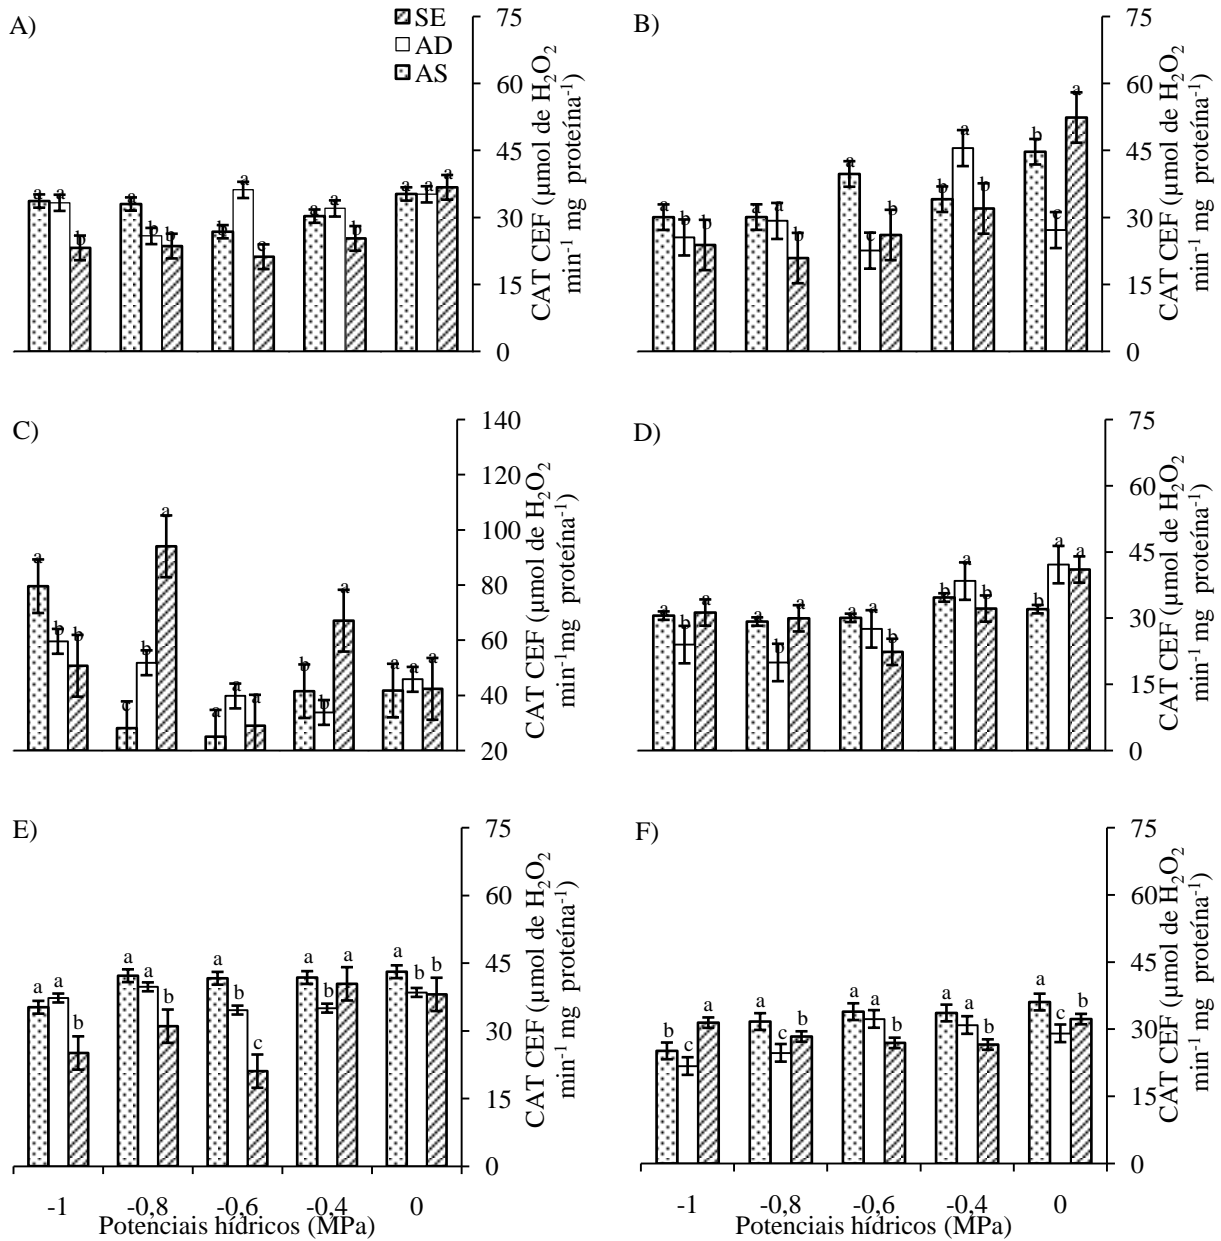 A)
SE
AD
AS
75
60
45
30
15
0
CAT CEF (µmol de H₂O₂
min⁻¹ mg proteína⁻¹)
a a b
a b b
b a c
a a b
a a a
B)
75
60
45
30
15
0
CAT CEF (µmol de H₂O₂
min⁻¹ mg proteína⁻¹)
a b b
a a b
a c b
b a b
b c a
C)
140
120
100
80
60
40
20
CAT CEF (µmol de H₂O₂
min⁻¹mg proteína⁻¹)
a b b
c b a
a a a
b b a
a a a
D)
75
60
45
30
15
0
CAT CEF (µmol de H₂O₂
min⁻¹ mg proteína⁻¹)
a b a
a b a
a a b
b a b
b a a
E)
75
60
45
30
15
0
CAT CEF (µmol de H₂O₂
min⁻¹ mg proteína⁻¹)
a a b
a a b
a b c
a b a
a b b
-1 -0,8 -0,6 -0,4 0
Potenciais hídricos (MPa)
F)
75
60
45
30
15
0
CAT CEF (µmol de H₂O₂
min⁻¹ mg proteína⁻¹)
b c a
a c b
a a b
a a b
a c b
-1 -0,8 -0,6 -0,4 0
Potenciais hídricos (MPa)